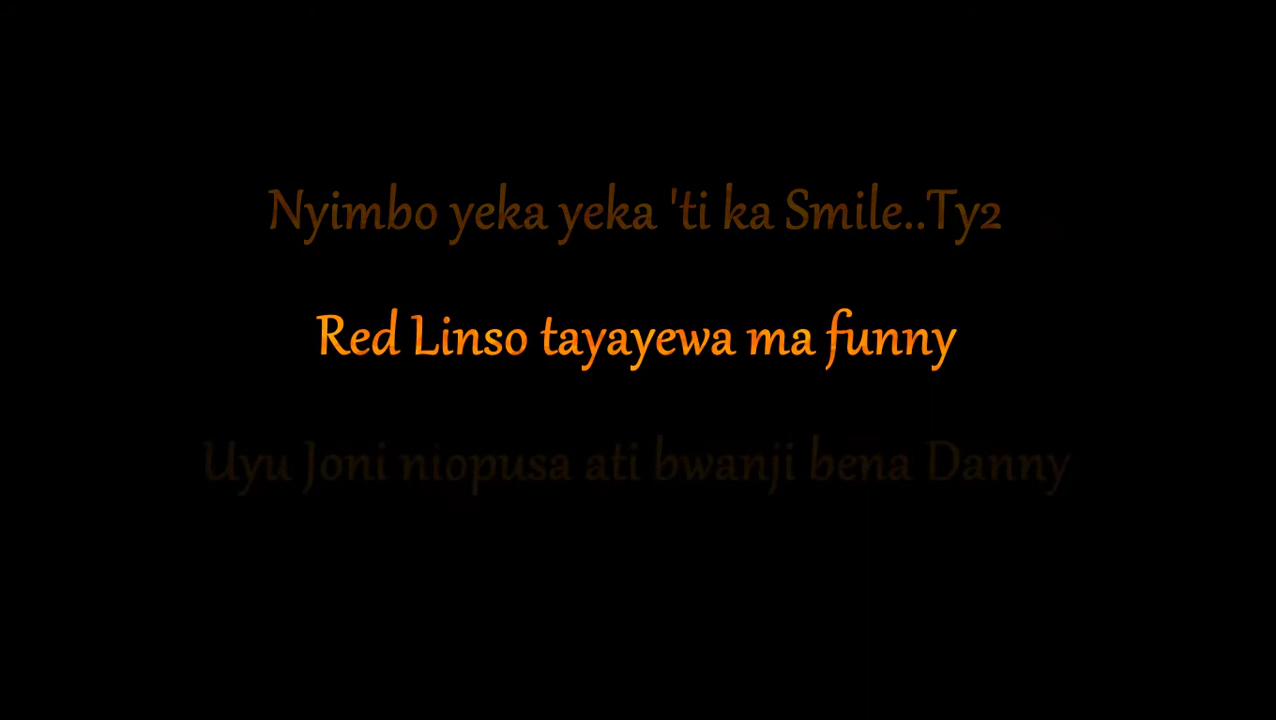 Nyimbo yeka yeka 'ti ka Smile..Ty2
Red Linso tayayewa ma funny
Uyu Joni niopusa ati bwanji bena Danny